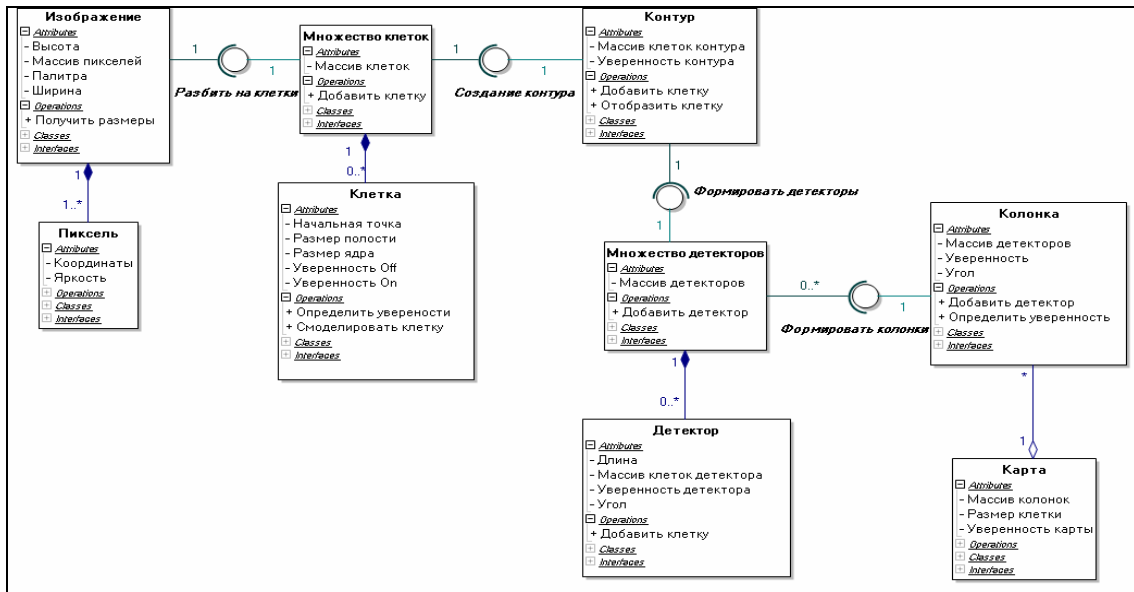 Изображение
Attributes
- Высота
- Массив пикселей
- Палитра
- Ширина
Operations
+ Получить размеры
Classes
Interfaces
1
1
Разбить на клетки
Множество клеток
Attributes
- Массив клеток
Operations
+ Добавить клетку
Classes
Interfaces
1
1
Создание контура
Контур
Attributes
- Массив клеток контура
- Уверенность контура
Operations
+ Добавить клетку
+ Отобразить клетку
Classes
Interfaces
1
1..*
Пиксель
Attributes
- Координаты
- Яркость
Operations
Classes
Interfaces
1
0..*
Клетка
Attributes
- Начальная точка
- Размер полости
- Размер ядра
- Уверенность Off
- Уверенность On
Operations
+ Определить уверености
+ Смоделировать клетку
Classes
Interfaces
1
Формировать детекторы
1
Множество детекторов
Attributes
- Массив детекторов
Operations
+ Добавить детектор
Classes
Interfaces
0..*
1
Формировать колонки
Колонка
Attributes
- Массив детекторов
- Уверенность
- Угол
Operations
+ Добавить детектор
+ Определить уверенность
Classes
Interfaces
1
0..*
Детектор
Attributes
- Длина
- Массив клеток детектора
- Уверенность детектора
- Угол
Operations
+ Добавить клетку
Classes
Interfaces
*
1
Карта
Attributes
- Массив колонок
- Размер клетки
- Уверенность карты
Operations
Classes
Interfaces